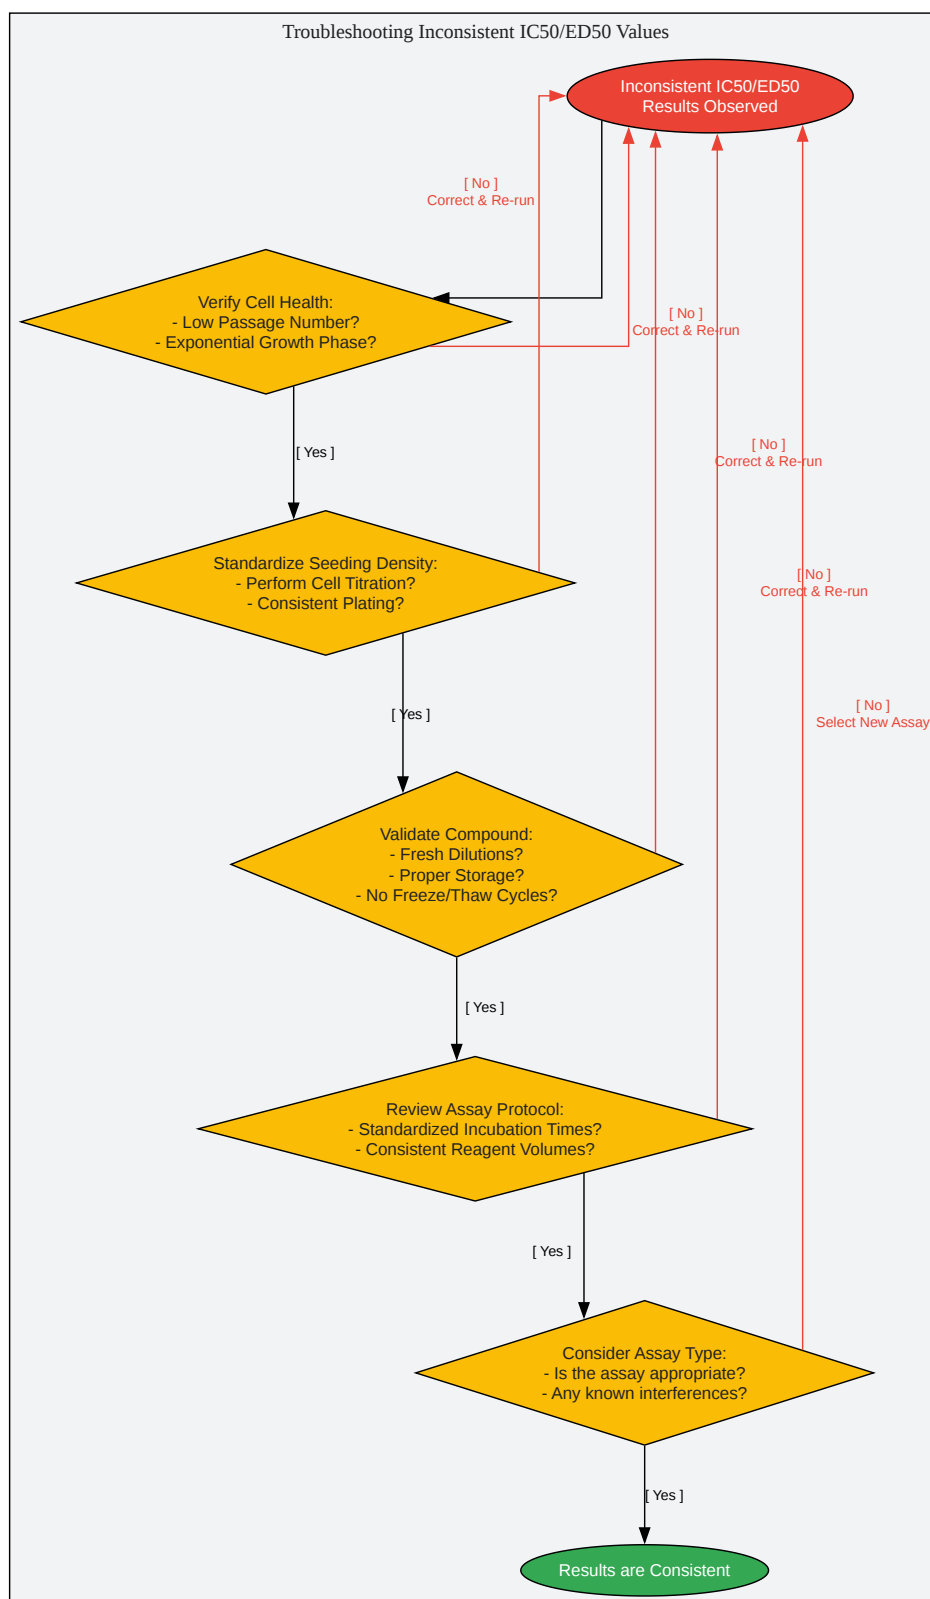 Troubleshooting Inconsistent IC50/ED50 Values
Inconsistent IC50/ED50
Results Observed
[ No ]
Correct & Re-run
Verify Cell Health:
- Low Passage Number?
- Exponential Growth Phase?
[ No ]
Correct & Re-run
[ Yes ]
[ No ]
Correct & Re-run
Standardize Seeding Density:
- Perform Cell Titration?
- Consistent Plating?
[ No ]
Correct & Re-run
[ Yes ]
[ No ]
Select New Assay
Validate Compound:
- Fresh Dilutions?
- Proper Storage?
- No Freeze/Thaw Cycles?
[ Yes ]
Review Assay Protocol:
- Standardized Incubation Times?
- Consistent Reagent Volumes?
[ Yes ]
Consider Assay Type:
- Is the assay appropriate?
- Any known interferences?
[ Yes ]
Results are Consistent